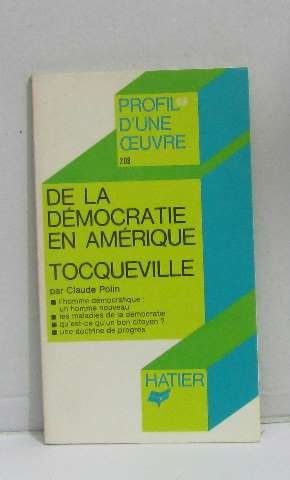 PROFIL
D'UNE
ŒUVRE
203
DE LA
DÉMOCRATIE
EN AMÉRIQUE
TOCQUEVILLE
par Claude Polin
■ l'homme démocratique :
un homme nouveau
■ les maladies de la démocratie
■ qu'est-ce qu'un bon citoyen ?
■ une doctrine de progrès
HATIER